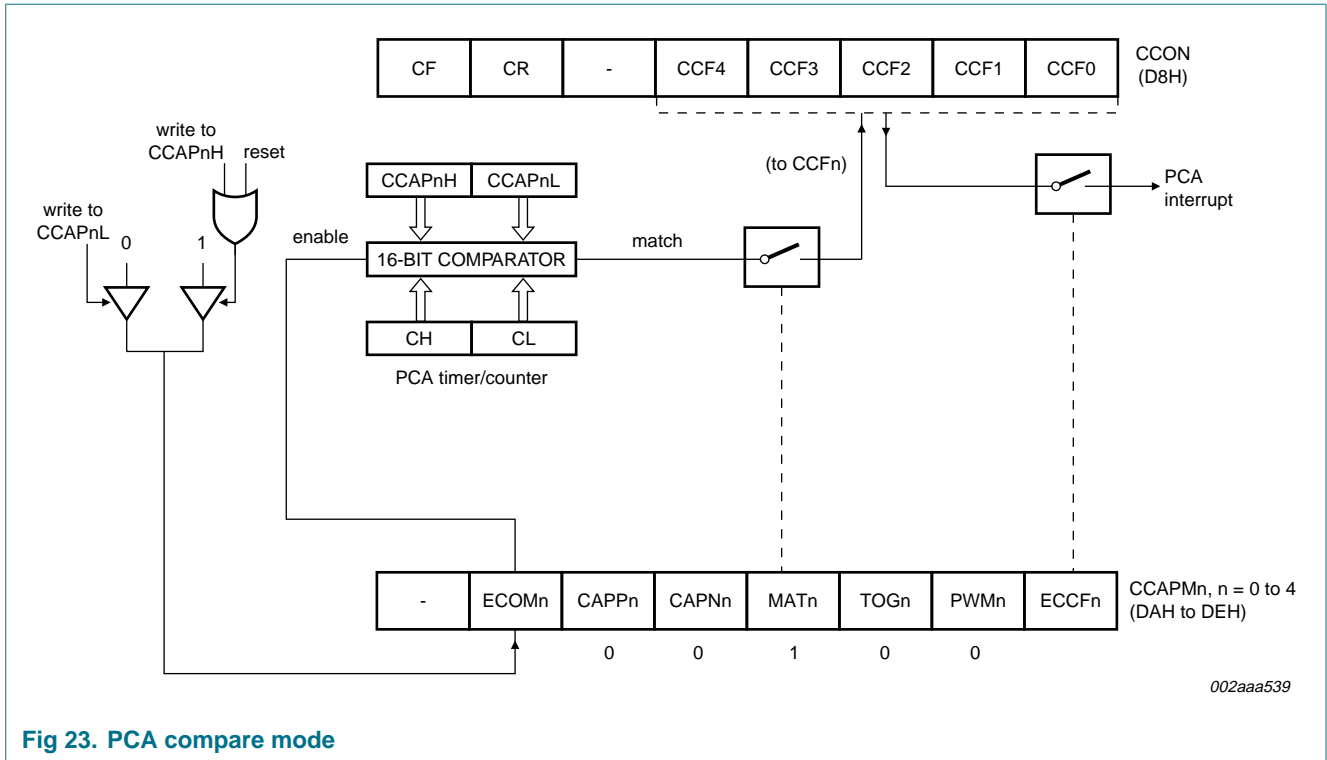 CF CR - CCF4 CCF3 CCF2 CCF1 CCF0
CCON
(D8H)
write to
CCAPnH
reset
write to
CCAPnL
0
1
enable
CCAPnH CCAPnL
16-BIT COMPARATOR
CH CL
PCA timer/counter
match
(to CCFn)
PCA
interrupt
- ECOMn CAPPn CAPNn MATn TOGn PWMn ECCFn
CCAPMn, n = 0 to 4
(DAH to DEH)
0 0 1 0 0
002aaa539
Fig 23. PCA compare mode